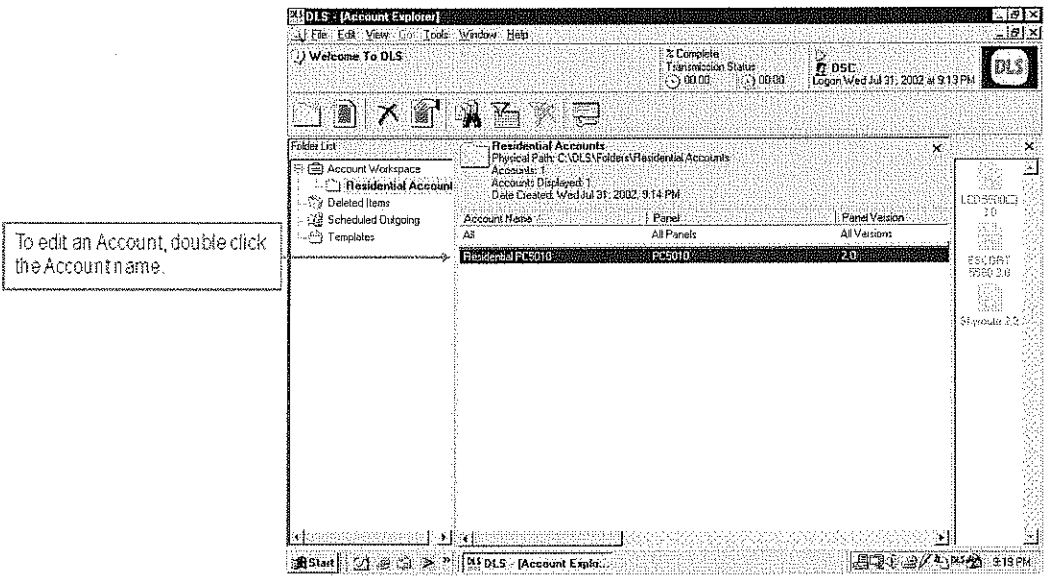 DLS - [Account Explorer]
File Edit View Go Tools Window Help
Welcome To DLS
% Complete
Transmission Status
00:00 00:00
DSC
Logon Wed Jul 31, 2002 at 9:13 PM
DLS
Folder List
Account Workspace
Residential Account
Deleted Items
Scheduled Outgoing
Templates
Residential Accounts
Physical Path: C:\DLS\Folders\Residential Accounts
Accounts: 1
Accounts Displayed: 1
Date Created: Wed Jul 31, 2002, 9:14 PM
Account Name Panel Panel Version
All All Panels All Versions
Residential PC5010 PC5010 2.0
ESCORT
5580 2.0
To edit an Account, double click
the Account name.
Start
DLS - [Account Explo...
9:18 PM